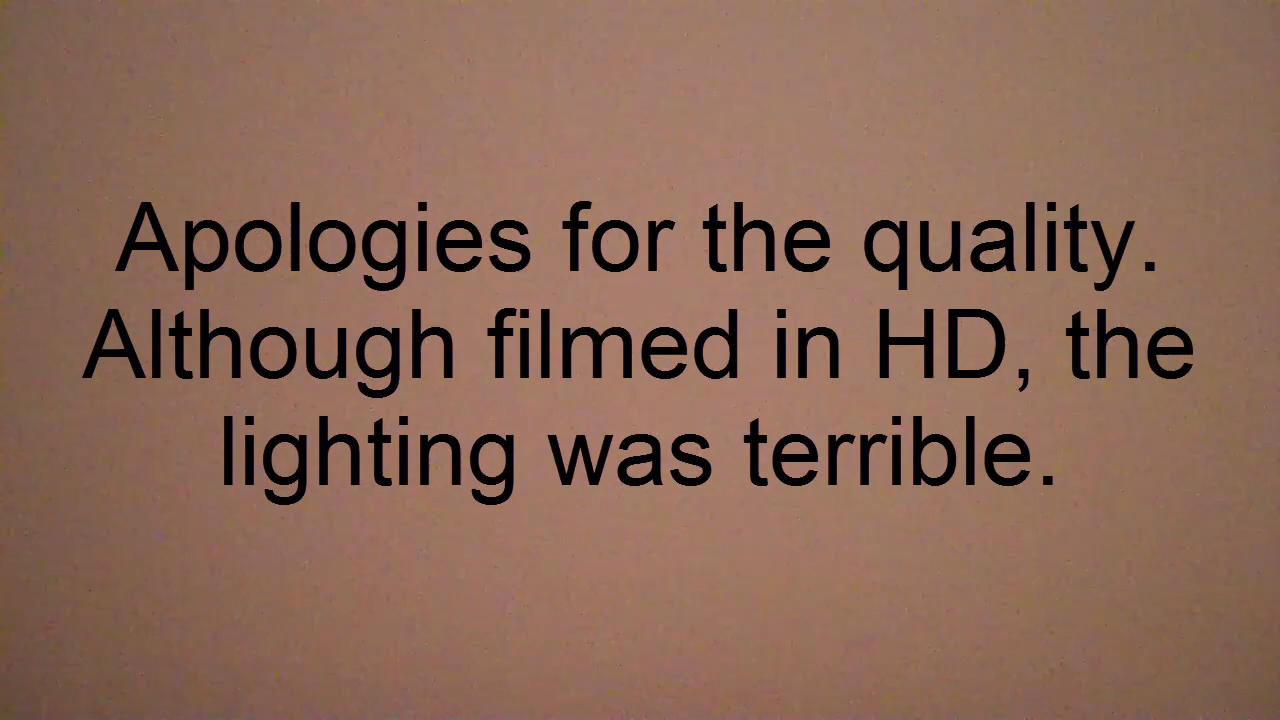 Apologies for the quality.
Although filmed in HD, the
lighting was terrible.